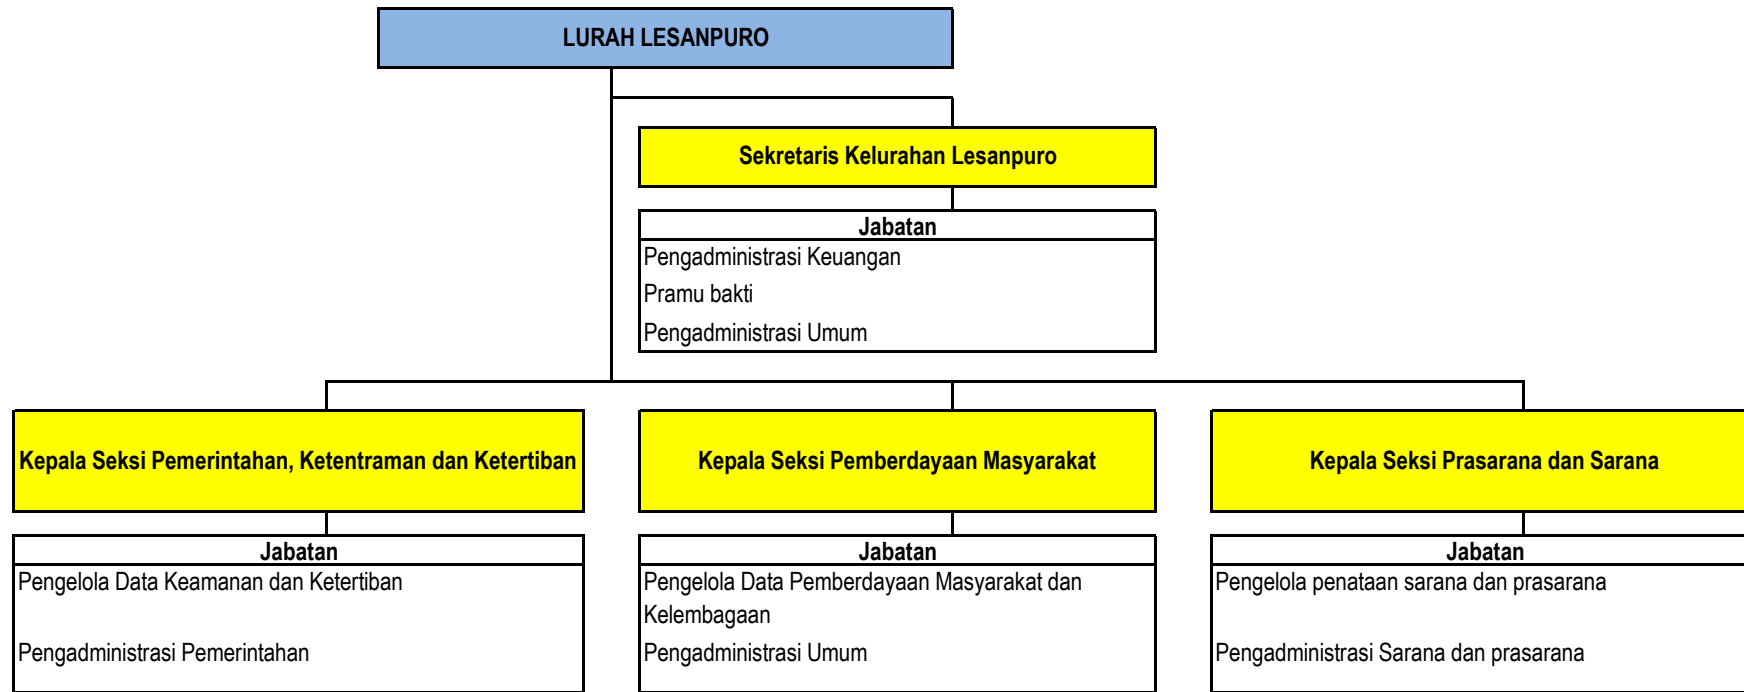 LURAH LESANPURO
Sekretaris Kelurahan Lesanpuro
Jabatan
Pengadministrasi Keuangan
Pramu bakti
Pengadministrasi Umum
Kepala Seksi Pemerintahan, Ketentraman dan Ketertiban
Kepala Seksi Pemberdayaan Masyarakat
Kepala Seksi Prasarana dan Sarana
Jabatan
Pengelola Data Keamanan dan Ketertiban
Pengadministrasi Pemerintahan
Jabatan
Pengelola Data Pemberdayaan Masyarakat dan
Kelembagaan
Pengadministrasi Umum
Jabatan
Pengelola penataan sarana dan prasarana
Pengadministrasi Sarana dan prasarana